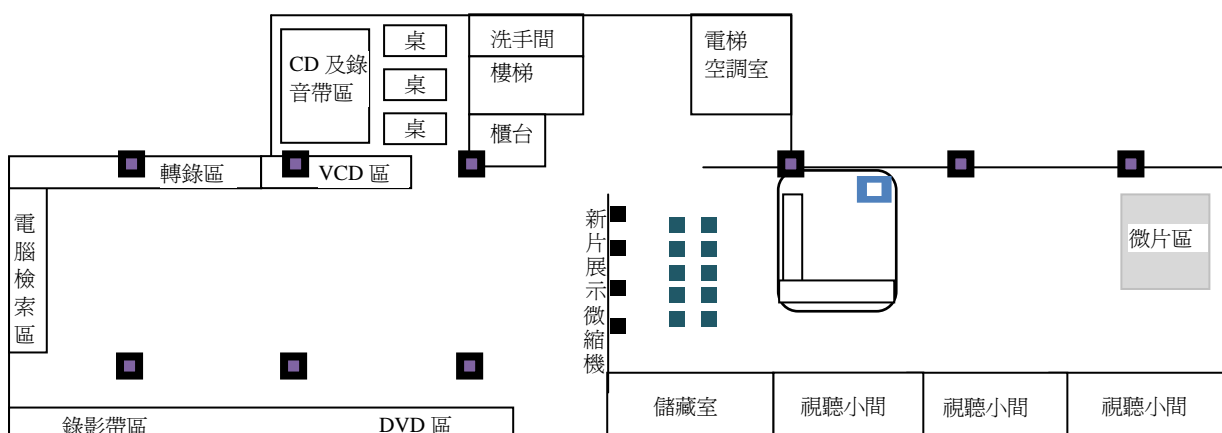 CD 及錄
音帶區
桌
桌
桌
洗手間
樓梯
櫃台
電梯
空調室
轉錄區
VCD 區
電腦檢索區
新片展示微縮機
微片區
錄影帶區
DVD 區
儲藏室
視聽小間
視聽小間
視聽小間